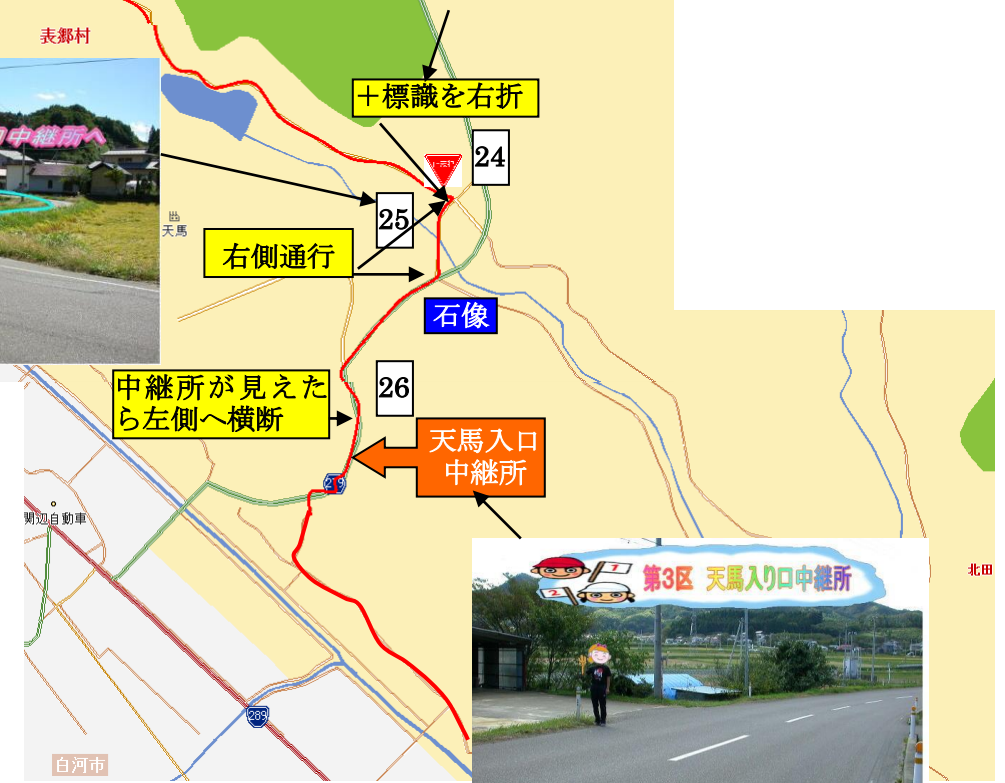 表郷村
＋標識を右折
24
口中継所へ
25
天馬
右側通行
石像
中継所が見えた
ら左側へ横断
26
天馬入口
中継所
関辺自動車
北田
1
2
第3区 天馬入り口中継所
289
白河市